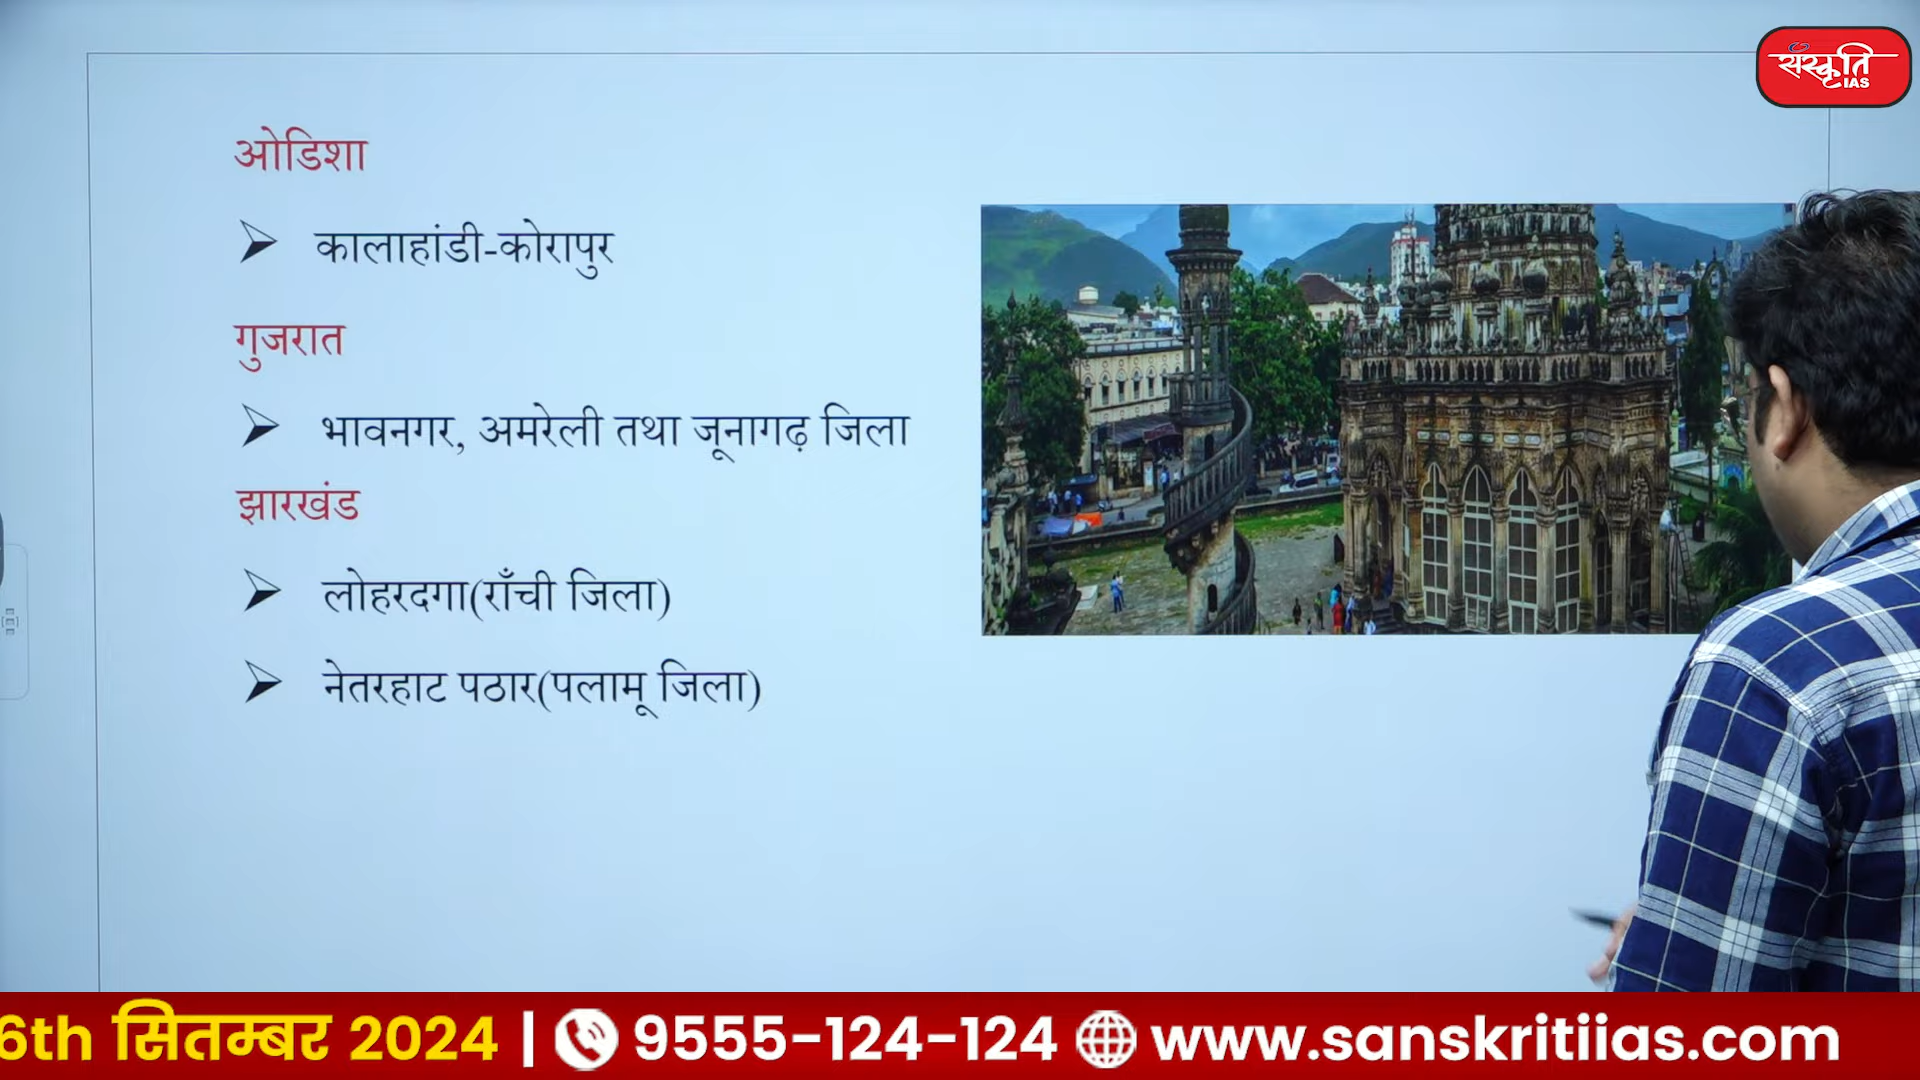 संस्कृति
IAS
ओडिशा
➢ कालाहांडी-कोरापुर
गुजरात
➢ भावनगर, अमरेली तथा जूनागढ़ जिला
झारखंड
➢ लोहरदगा(राँची जिला)
➢ नेतरहाट पठार(पलामू जिला)
6th सितम्बर 2024 | 9555-124-124 www.sanskritiias.com